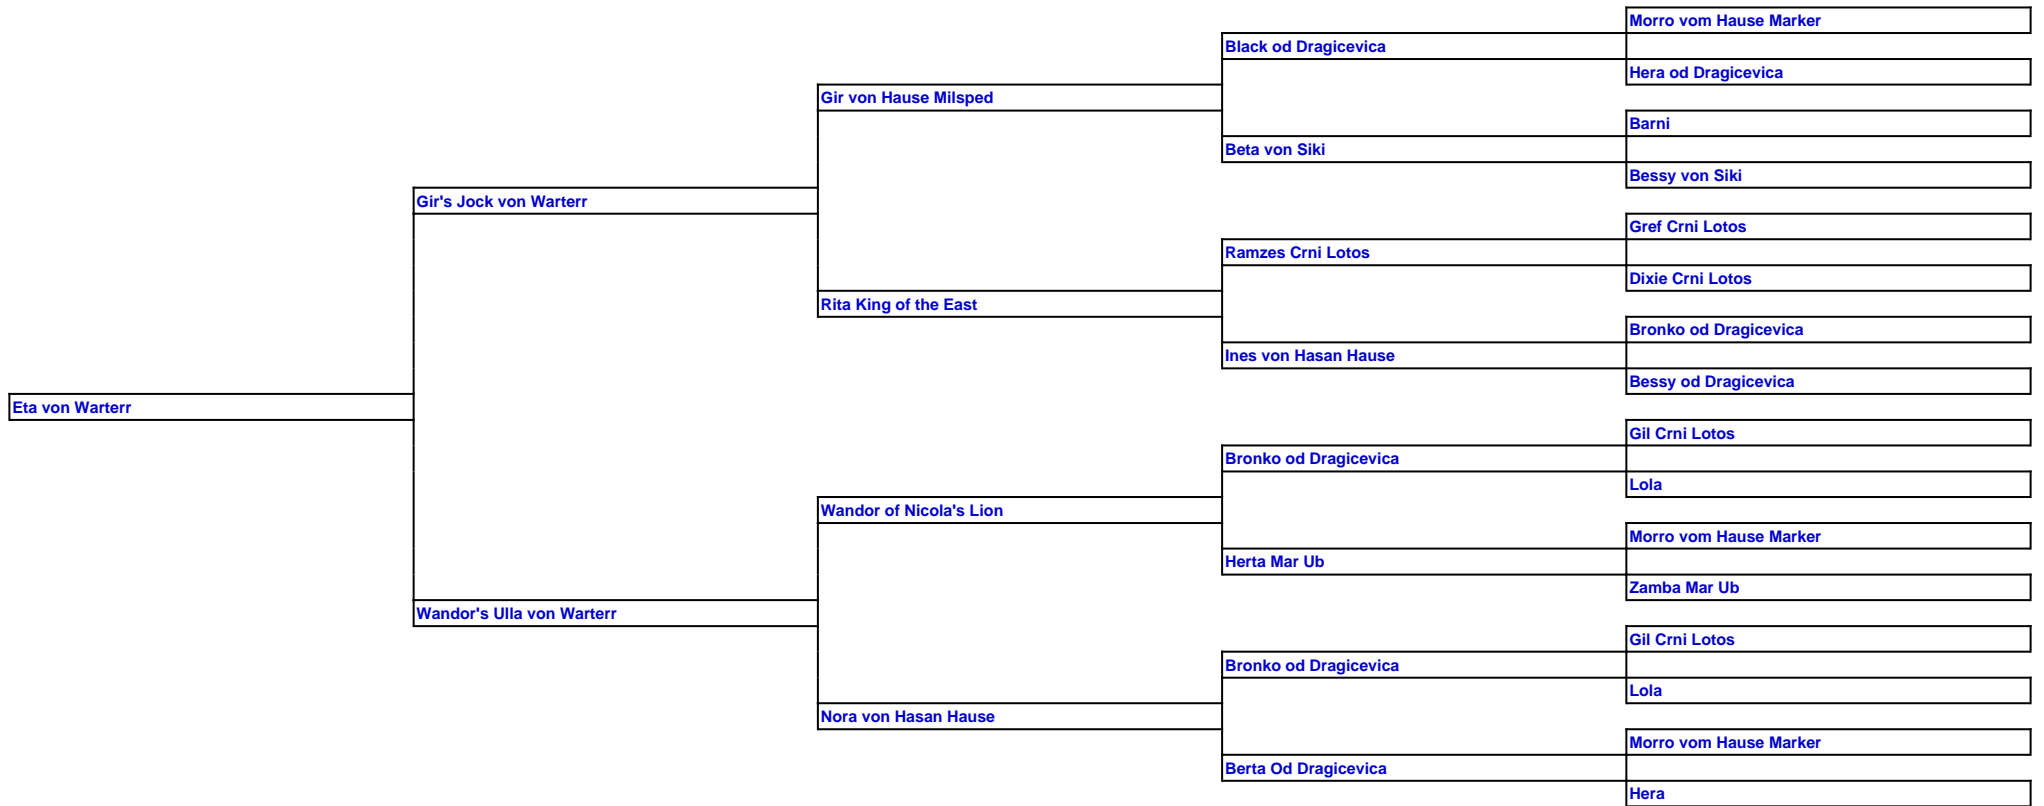 Morro vom Hause Marker
Black od Dragicevica
Hera od Dragicevica
Gir von Hause Milsped
Barni
Beta von Siki
Bessy von Siki
Gir's Jock von Warterr
Gref Crni Lotos
Ramzes Crni Lotos
Dixie Crni Lotos
Rita King of the East
Bronko od Dragicevica
Ines von Hasan Hause
Bessy od Dragicevica
Eta von Warterr
Gil Crni Lotos
Bronko od Dragicevica
Lola
Wandor of Nicola's Lion
Morro vom Hause Marker
Herta Mar Ub
Zamba Mar Ub
Wandor's Ulla von Warterr
Gil Crni Lotos
Bronko od Dragicevica
Lola
Nora von Hasan Hause
Morro vom Hause Marker
Berta Od Dragicevica
Hera